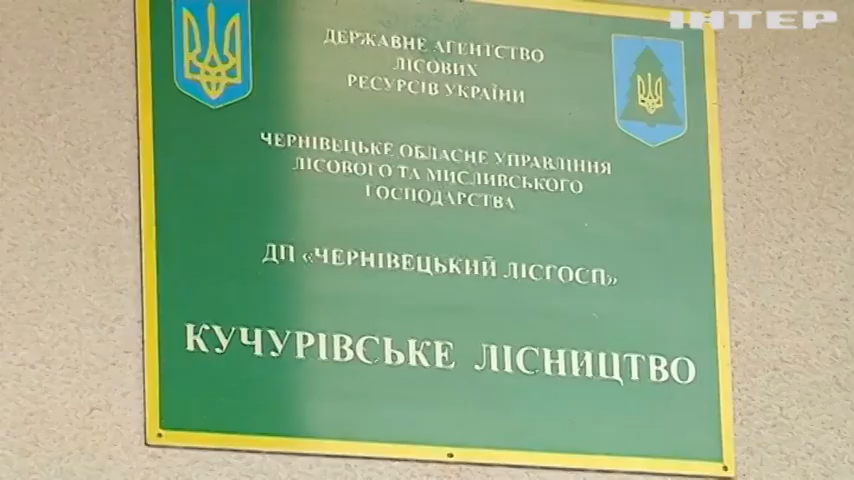 ІНТЕР
ДЕРЖАВНЕ АГЕНТСТВО
ЛІСОВИХ
РЕСУРСІВ УКРАЇНИ
ЧЕРНІВЕЦЬКЕ ОБЛАСНЕ УПРАВЛІННЯ
ЛІСОВОГО ТА МИСЛИВСЬКОГО
ГОСПОДАРСТВА
ДП «ЧЕРНІВЕЦЬКИЙ ЛІСГОСП»
КУЧУРІВСЬКЕ ЛІСНИЦТВО